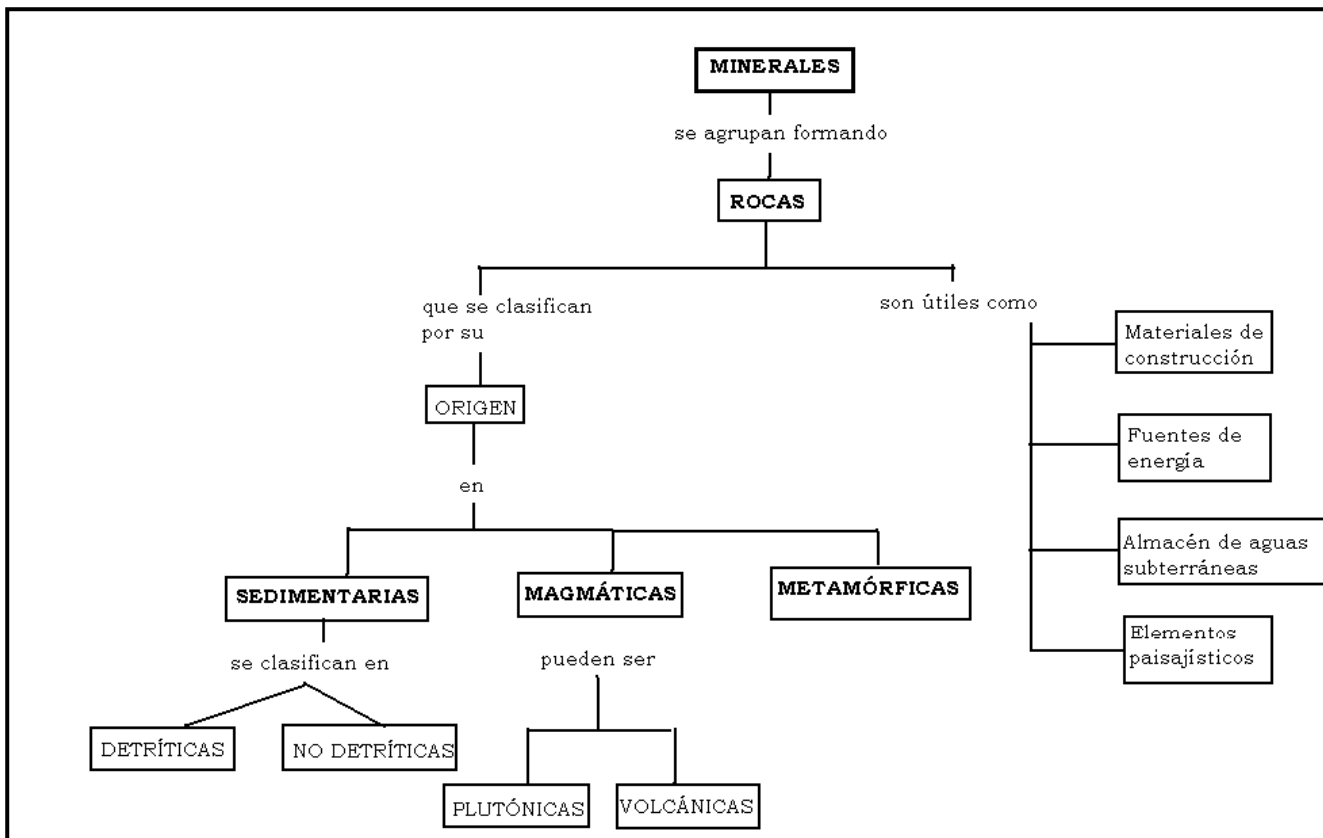 MINERALES
se agrupan formando
ROCAS
que se clasifican
por su
son útiles como
Materiales de
construcción
ORIGEN
Fuentes de
energía
en
Almacén de aguas
subterráneas
SEDIMENTARIAS
MAGMÁTICAS
METAMÓRFICAS
Elementos
paisajísticos
se clasifican en
pueden ser
DETRÍTICAS
NO DETRÍTICAS
PLUTÓNICAS
VOLCÁNICAS